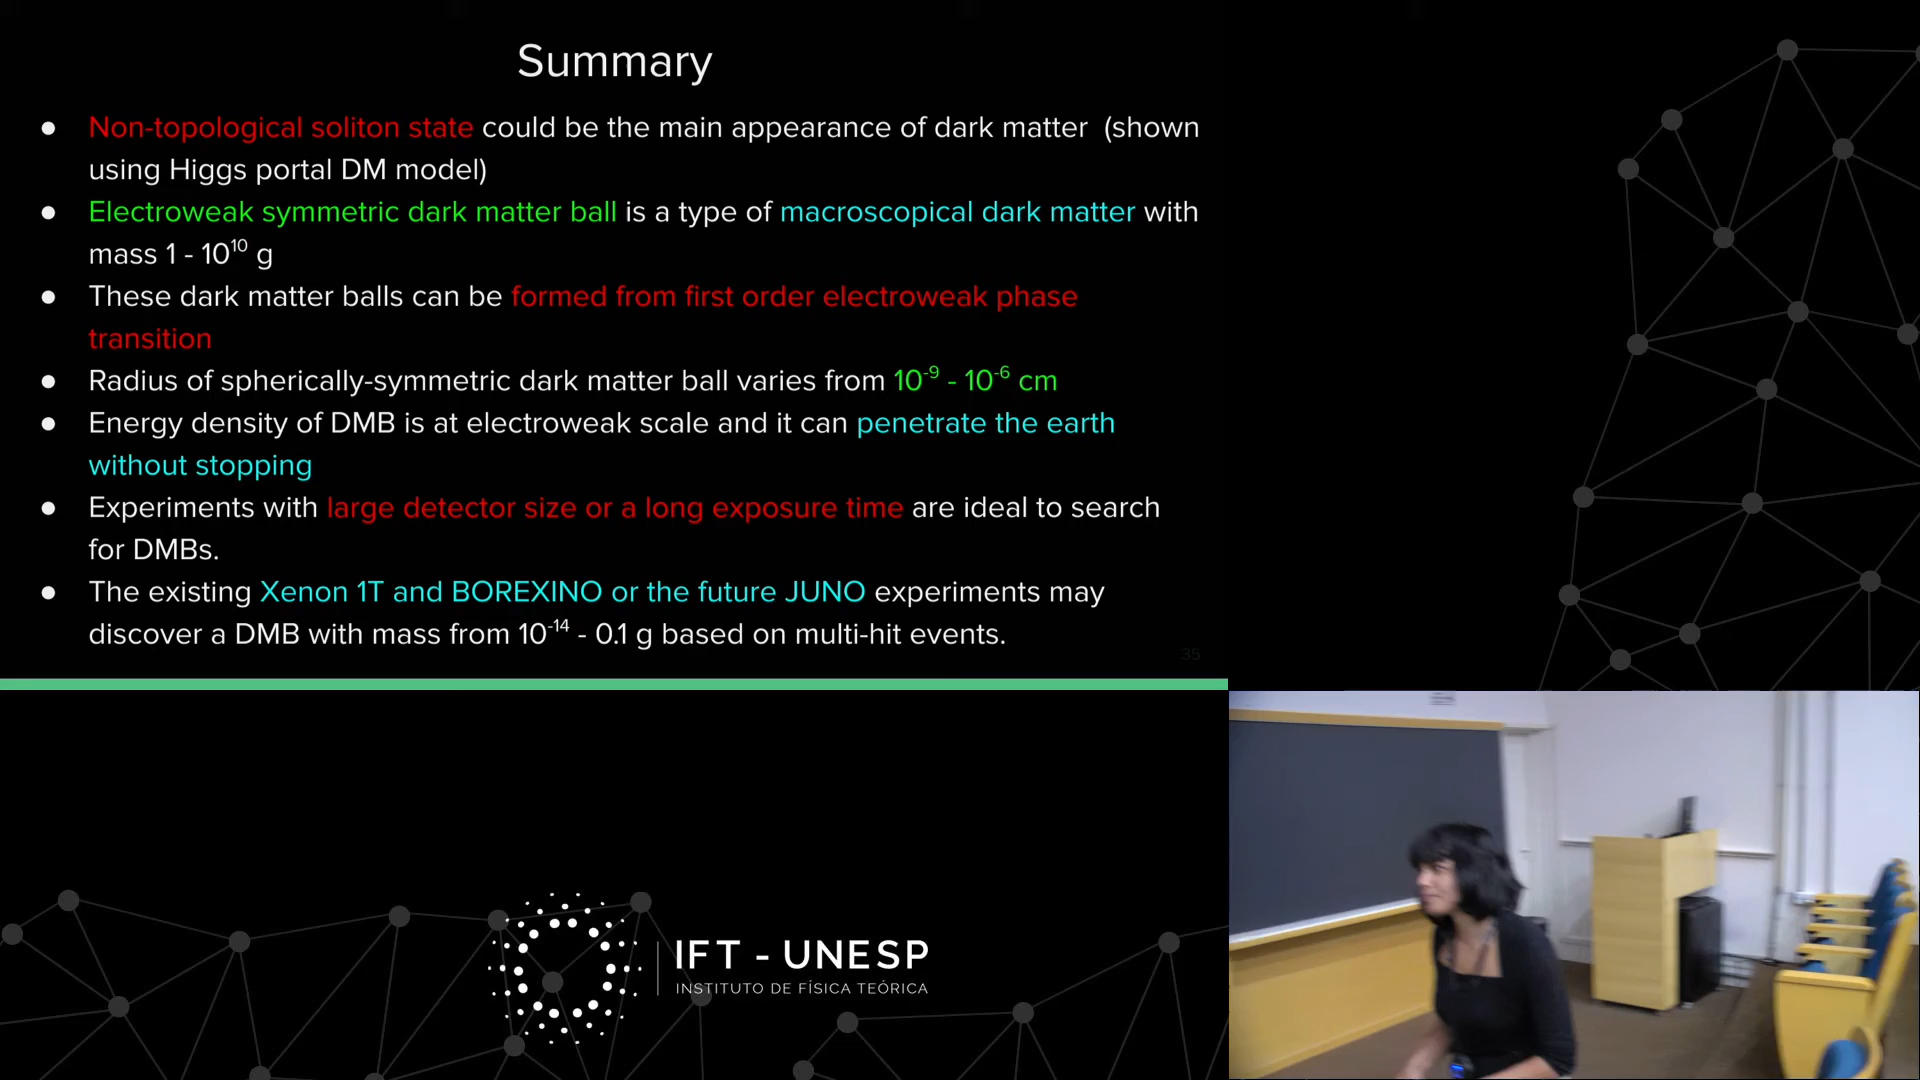 Summary
● Non-topological soliton state could be the main appearance of dark matter (shown
using Higgs portal DM model)
● Electroweak symmetric dark matter ball is a type of macroscopical dark matter with
mass 1 - 10¹⁰ g
● These dark matter balls can be formed from first order electroweak phase
transition
● Radius of spherically-symmetric dark matter ball varies from 10⁻⁹ - 10⁻⁶ cm
● Energy density of DMB is at electroweak scale and it can penetrate the earth
without stopping
● Experiments with large detector size or a long exposure time are ideal to search
for DMBs.
● The existing Xenon 1T and BOREXINO or the future JUNO experiments may
discover a DMB with mass from 10⁻¹⁴ - 0.1 g based on multi-hit events.
35
IFT - UNESP
INSTITUTO DE FÍSICA TEÓRICA